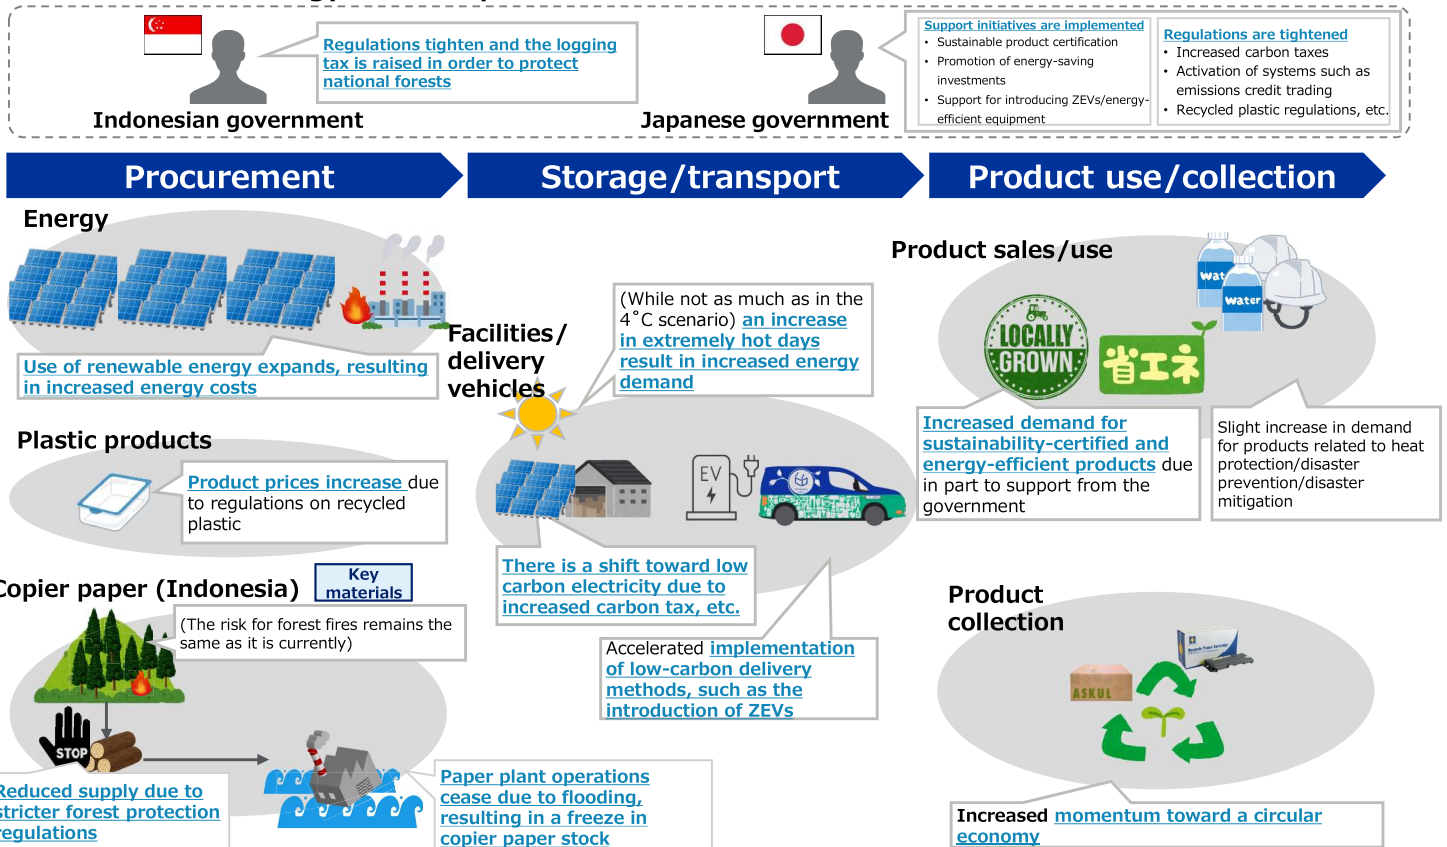 Regulations tighten and the logging
tax is raised in order to protect
national forests
Indonesian government
Japanese government
Support initiatives are implemented
• Sustainable product certification
• Promotion of energy-saving
investments
• Support for introducing ZEVs/energy-
efficient equipment
Regulations are tightened
• Increased carbon taxes
• Activation of systems such as
emissions credit trading
• Recycled plastic regulations, etc.
Procurement
Storage/transport
Product use/collection
Energy
Use of renewable energy expands, resulting
in increased energy costs
Plastic products
Product prices increase due
to regulations on recycled
plastic
Copier paper (Indonesia)
Key
materials
(The risk for forest fires remains the
same as it is currently)
STOP
Reduced supply due to
stricter forest protection
regulations
Paper plant operations
cease due to flooding,
resulting in a freeze in
copier paper stock
Facilities/
delivery
vehicles
(While not as much as in the
4˚C scenario) an increase
in extremely hot days
result in increased energy
demand
EV
There is a shift toward low
carbon electricity due to
increased carbon tax, etc.
Accelerated implementation
of low-carbon delivery
methods, such as the
introduction of ZEVs
Product sales/use
LOCALLY
GROWN
省エネ
Wat
Water
Increased demand for
sustainability-certified and
energy-efficient products due
in part to support from the
government
Slight increase in demand
for products related to heat
protection/disaster
prevention/disaster
mitigation
Product
collection
ASKUL
Increased momentum toward a circular
economy